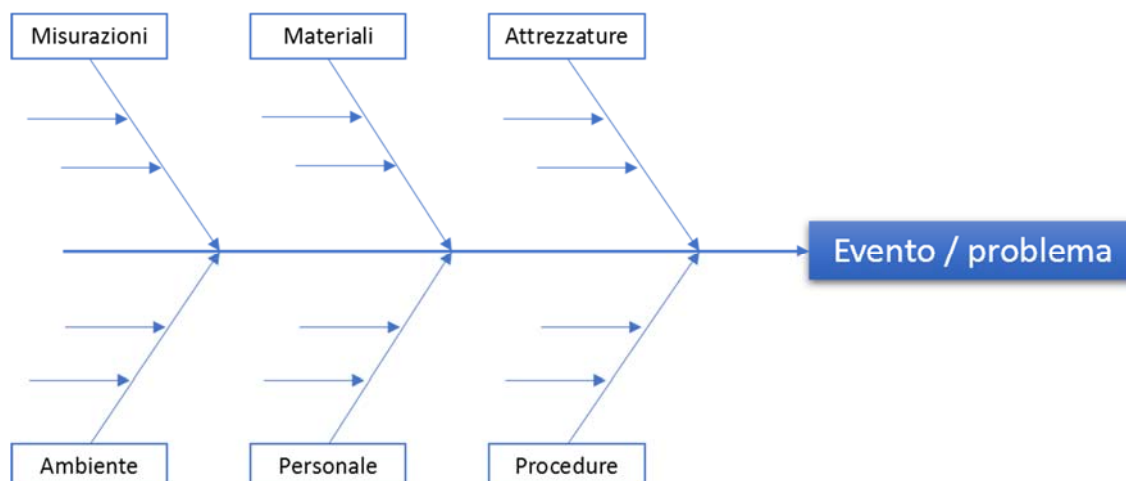 Misurazioni
Materiali
Attrezzature
Evento / problema
Ambiente
Personale
Procedure